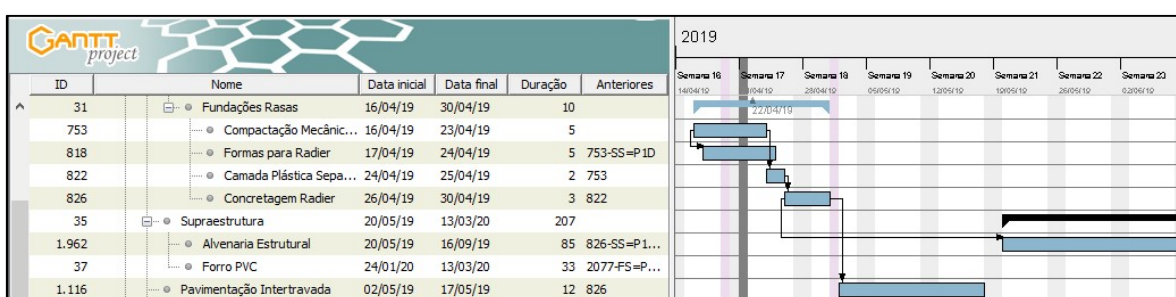 GANTT
project
2019
Semana 16 Semana 17 Semana 18 Semana 19 Semana 20 Semana 21 Semana 22 Semana 23
14/04/19 /04/19 28/04/19 05/05/19 12/05/19 19/05/19 26/05/19 02/06/19
ID Nome Data inicial Data final Duração Anteriores
31 Fundações Rasas 16/04/19 30/04/19 10
22/04/19
753 Compactação Mecânic... 16/04/19 23/04/19 5
818 Formas para Radier 17/04/19 24/04/19 5 753-SS=P1D
822 Camada Plástica Sepa... 24/04/19 25/04/19 2 753
826 Concretagem Radier 26/04/19 30/04/19 3 822
35 Supraestrutura 20/05/19 13/03/20 207
1.962 Alvenaria Estrutural 20/05/19 16/09/19 85 826-SS=P1...
37 Forro PVC 24/01/20 13/03/20 33 2077-FS=P...
1.116 Pavimentação Intertravada 02/05/19 17/05/19 12 826